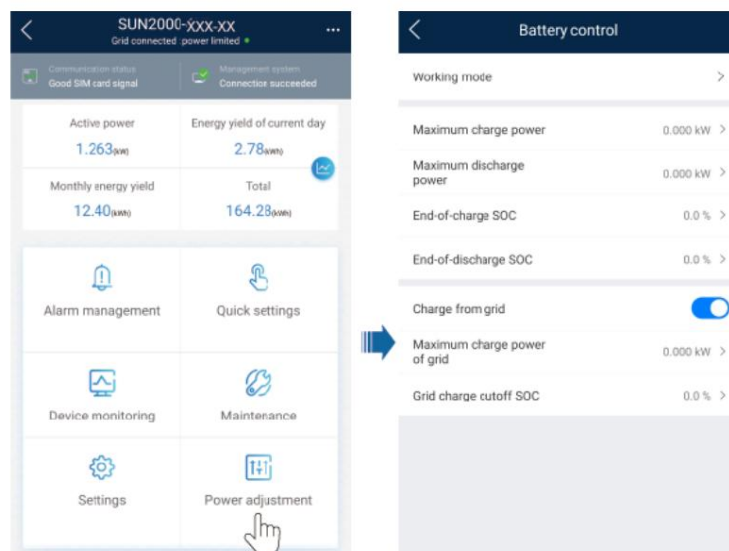 SUN2000-XXX-XX
Grid connected :power limited
Communication status
Good SIM card signal
Management system
Connection succeeded
Active power
1.263(kW)
Energy yield of current day
2.78(kWh)
Monthly energy yield
12.40(kWh)
Total
164.28(kWh)
Alarm management
Quick settings
Device monitoring
Maintenance
Settings
Power adjustment
Battery control
Working mode
Maximum charge power
0.000 kW
Maximum discharge
power
0.000 kW
End-of-charge SOC
0.0 %
End-of-discharge SOC
0.0 %
Charge from grid
Maximum charge power
of grid
0.000 kW
Grid charge cutoff SOC
0.0 %